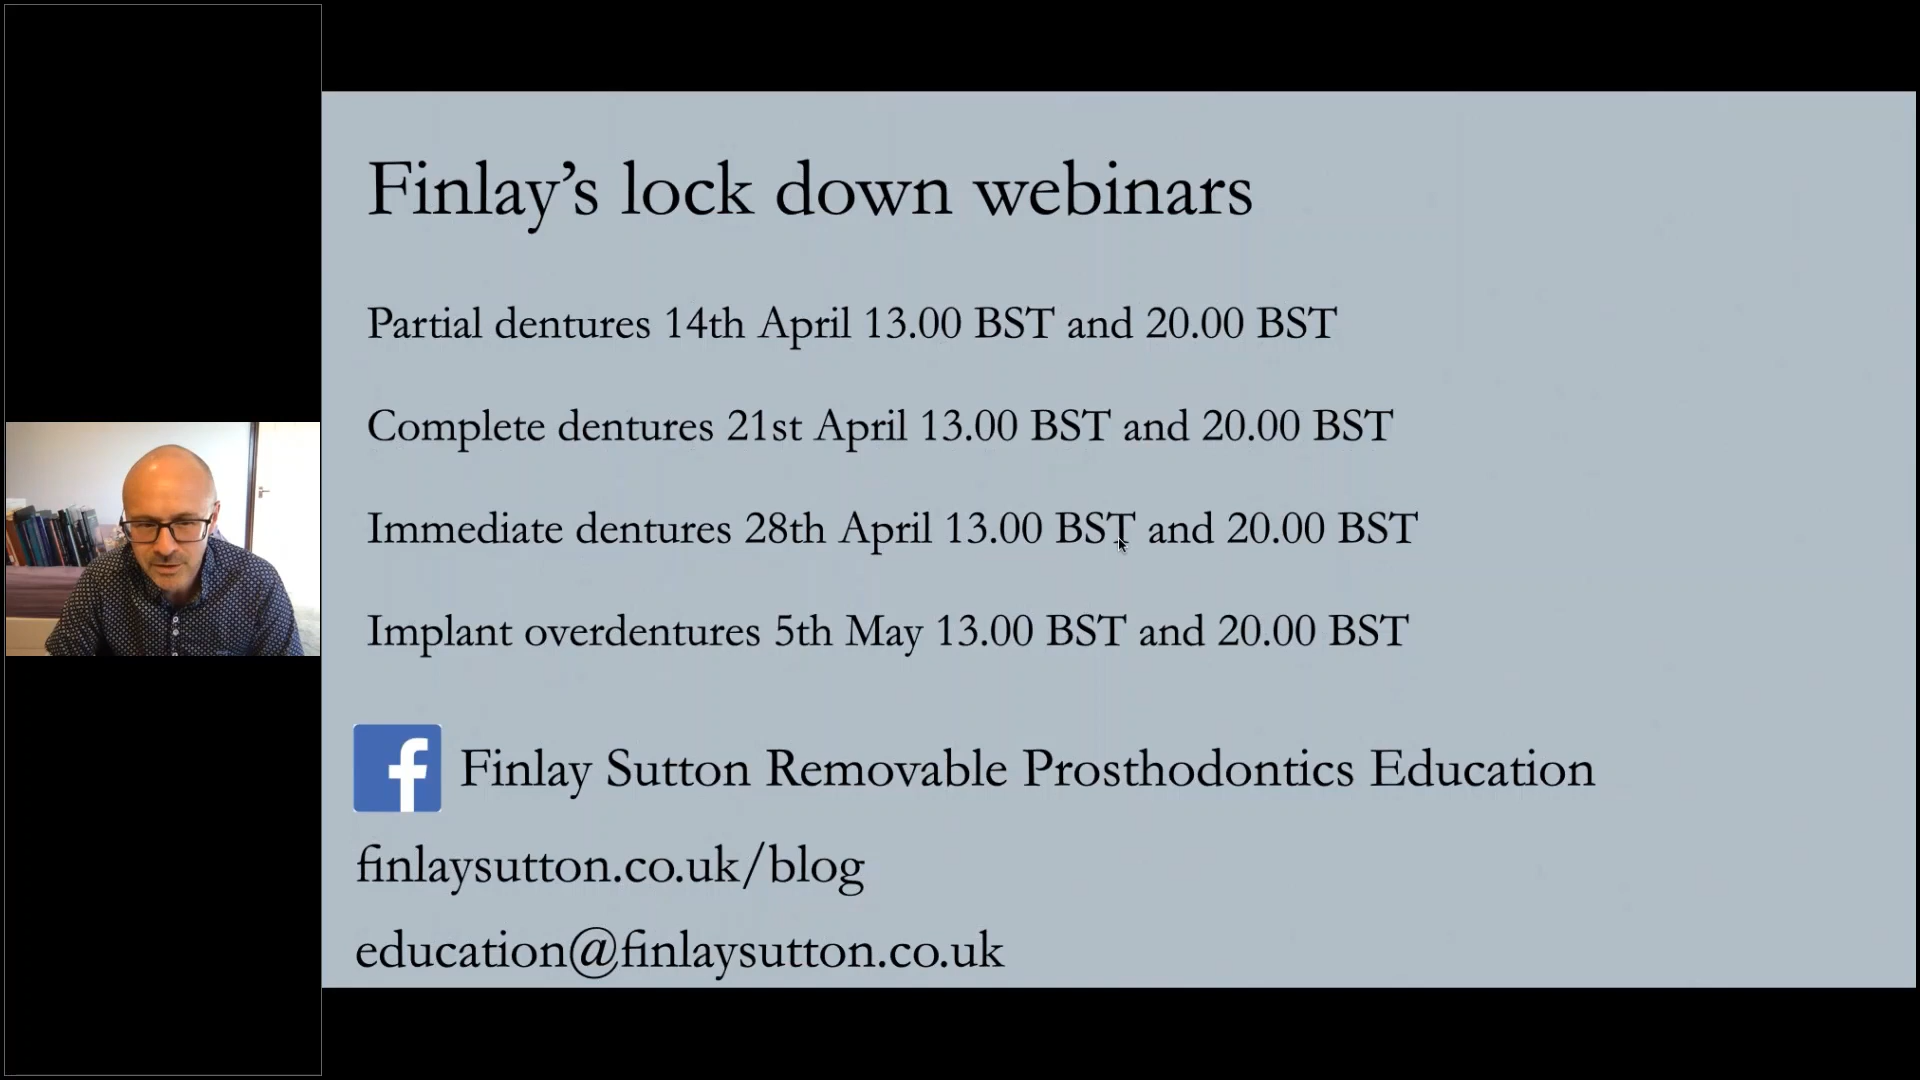 Finlay’s lock down webinars
Partial dentures 14th April 13.00 BST and 20.00 BST
Complete dentures 21st April 13.00 BST and 20.00 BST
Immediate dentures 28th April 13.00 BST and 20.00 BST
Implant overdentures 5th May 13.00 BST and 20.00 BST
f Finlay Sutton Removable Prosthodontics Education
finlaysutton.co.uk/blog
education@finlaysutton.co.uk